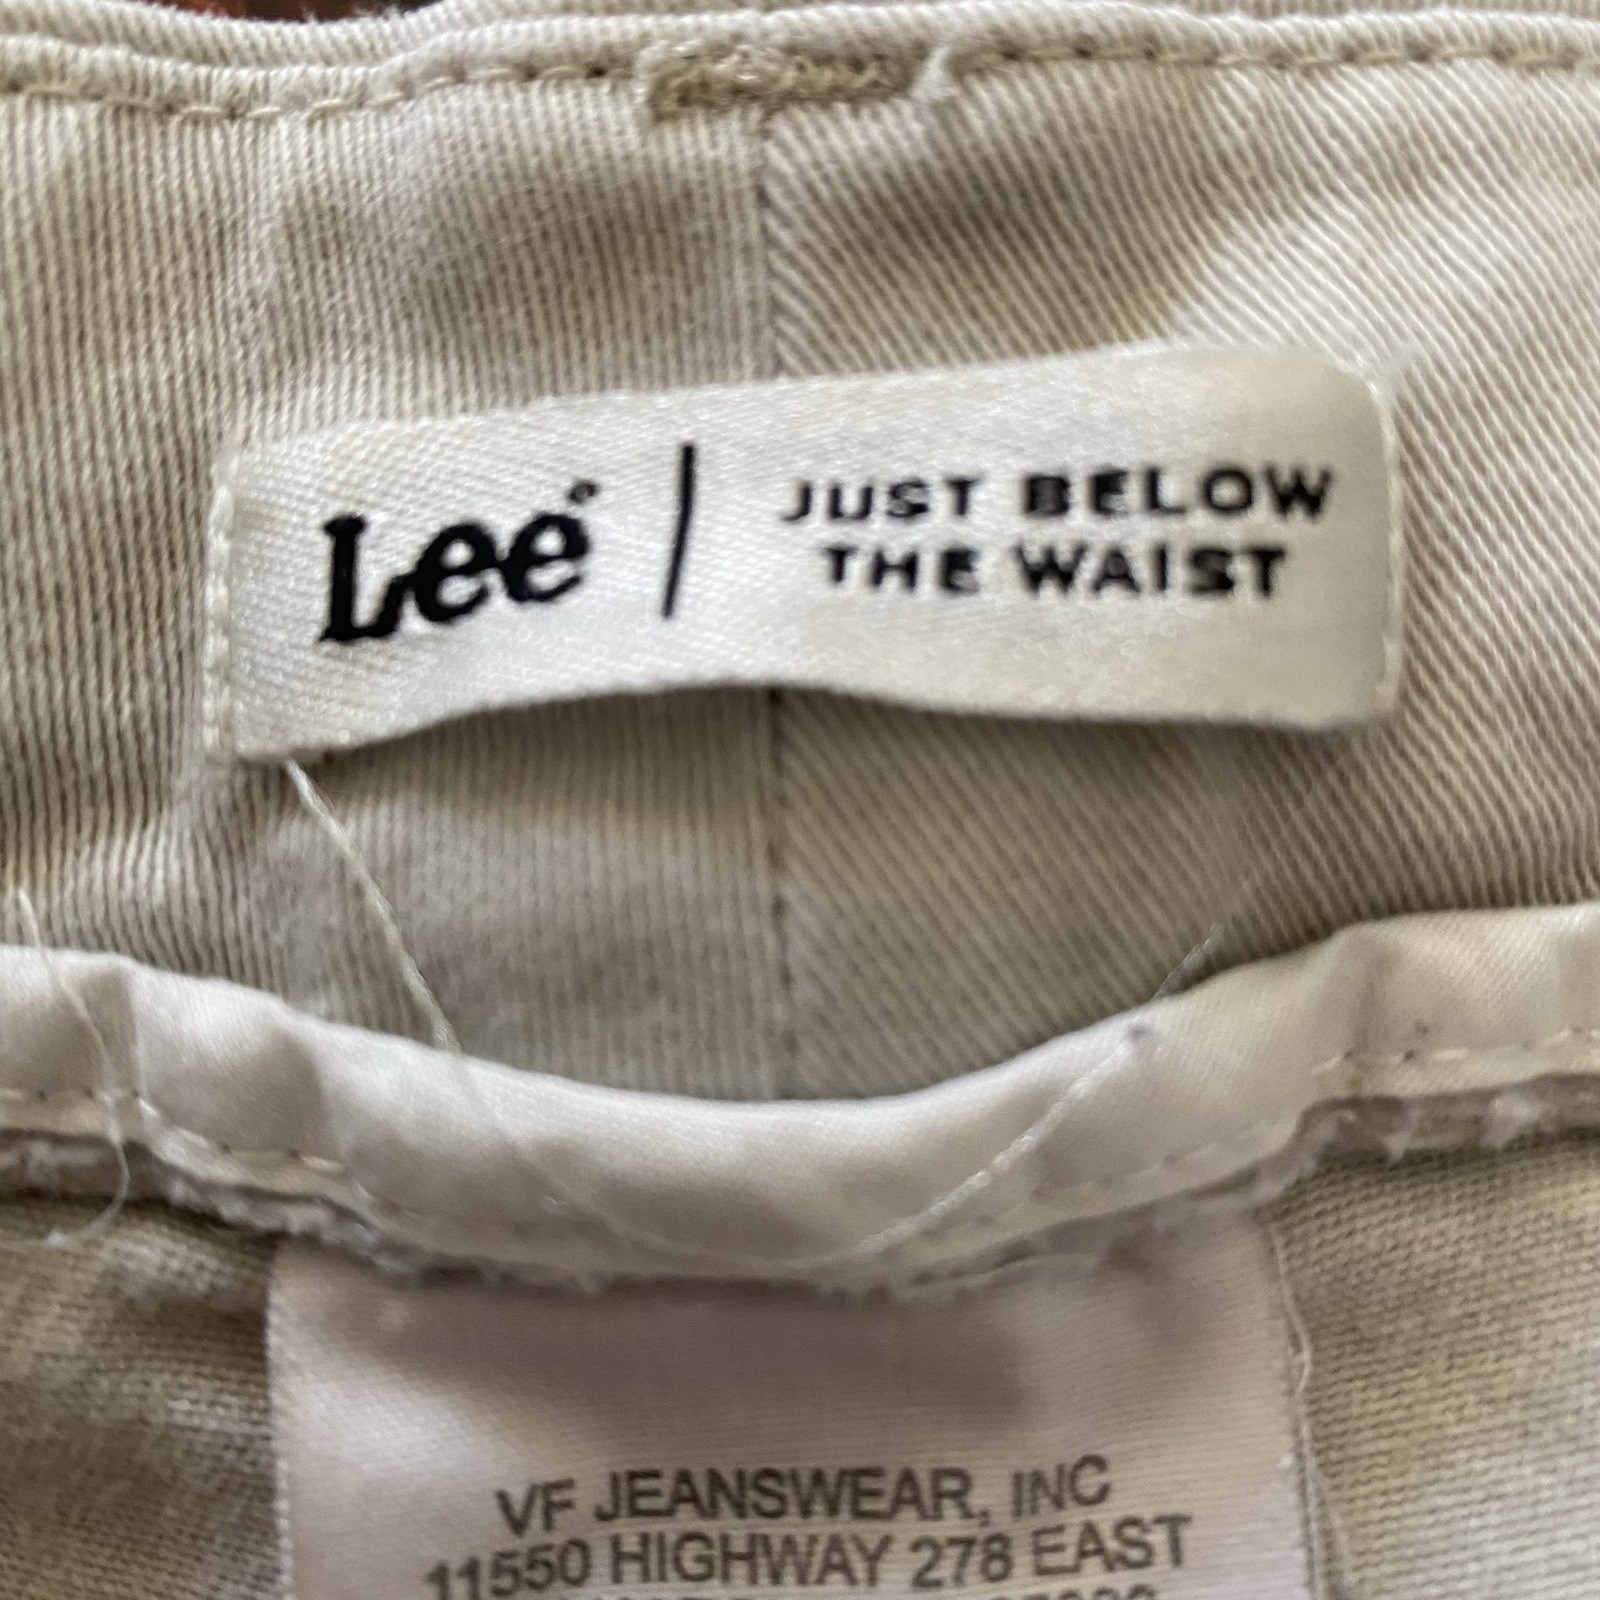 Lee® | JUST BELOW
THE WAIST
VF JEANSWEAR, INC
11550 HIGHWAY 278 EAST